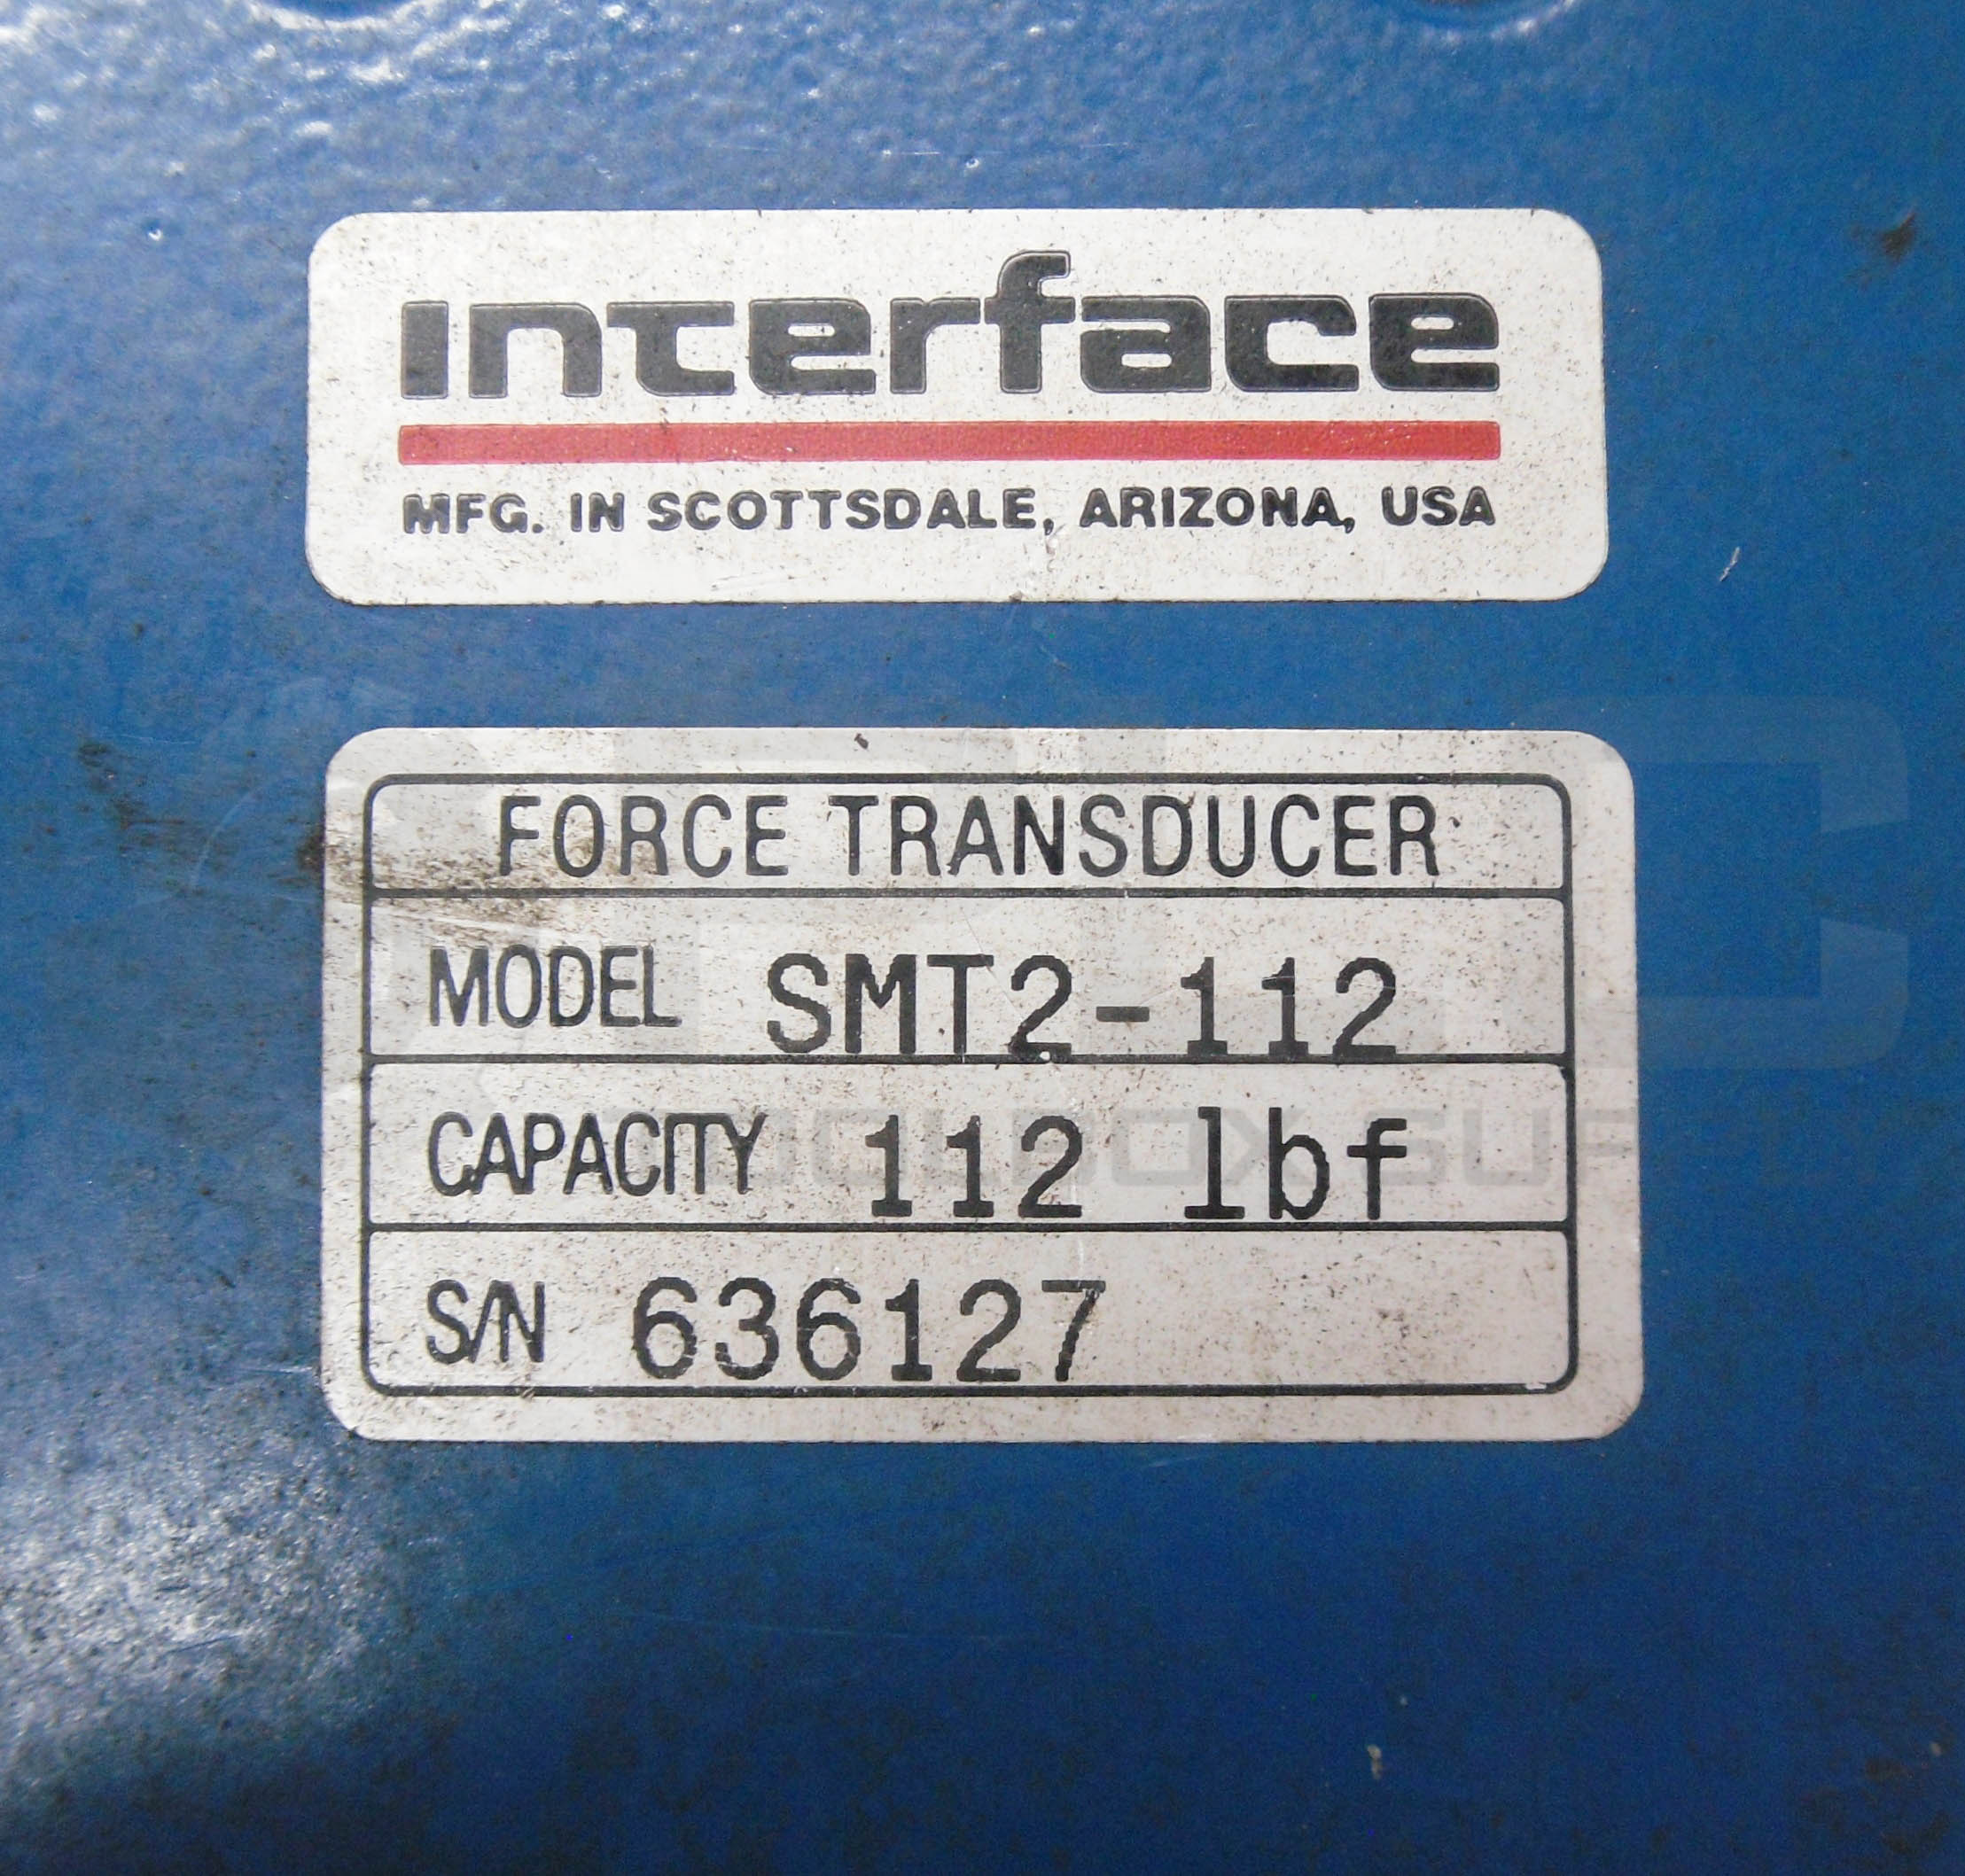 interface
MFG. IN SCOTTSDALE, ARIZONA, USA
FORCE TRANSDUCER
MODEL SMT2-112
CAPACITY 112 lbf
S/N 636127